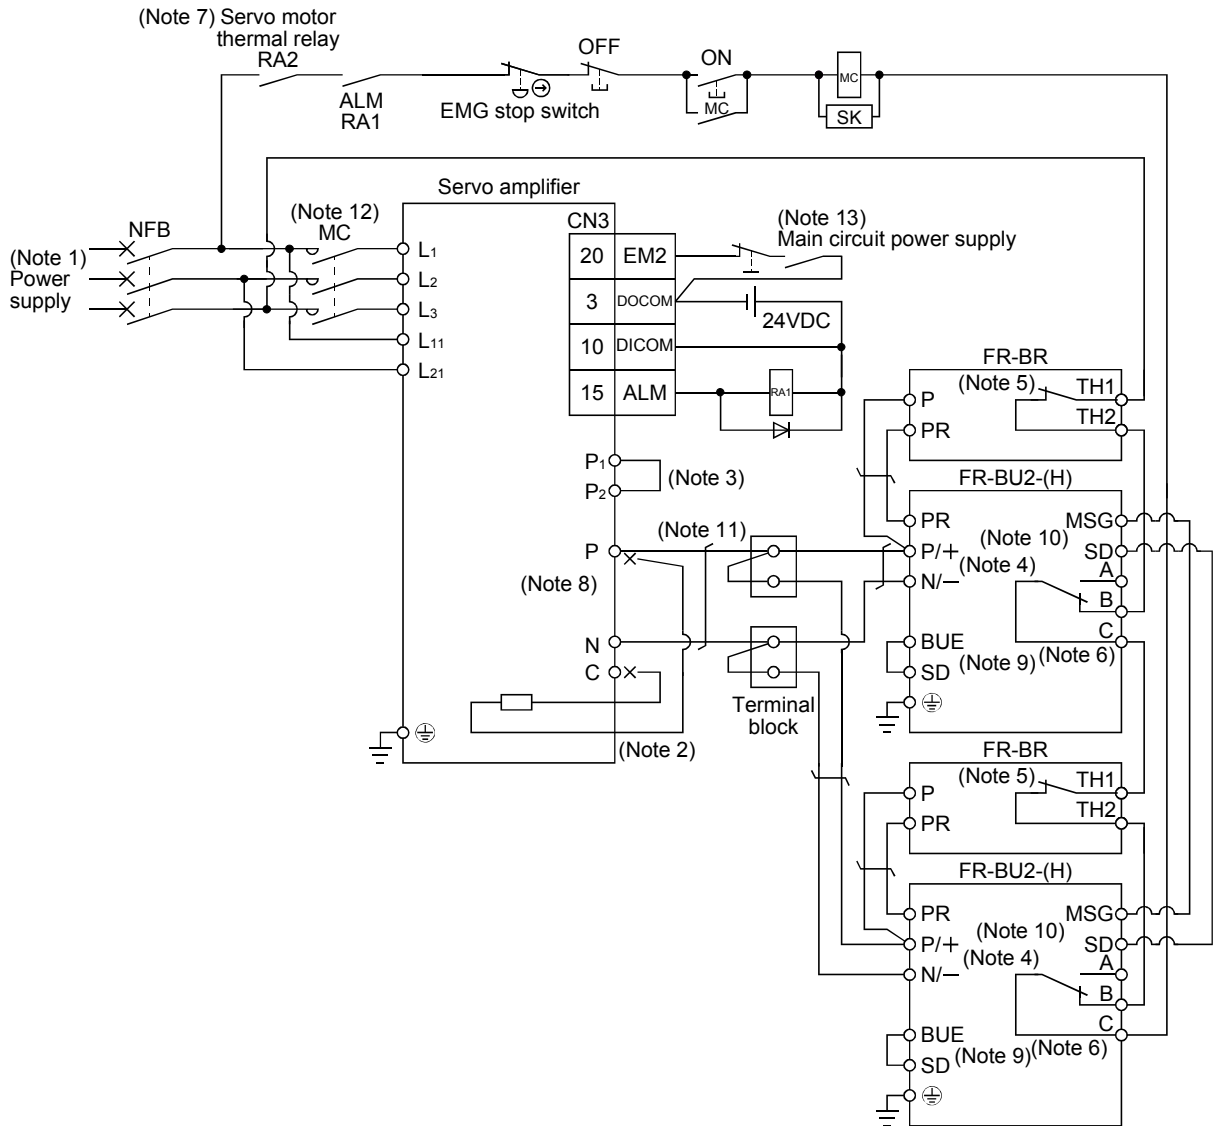 (Note 7) Servo motor
thermal relay
RA2
OFF
ON
MC
MC
SK
ALM
RA1
EMG stop switch
Servo amplifier
(Note 12)
MC
NFB
(Note 1)
Power
supply
L1
L2
L3
L11
L21
CN3
20 EM2
3 DOCOM
10 DICOM
15 ALM
(Note 13)
Main circuit power supply
24VDC
RA1
P1
P2
(Note 3)
P
(Note 8)
(Note 11)
N
C
(Note 2)
Terminal
block
FR-BR
(Note 5)
P
PR
TH1
TH2
FR-BU2-(H)
PR
P/+
N/−
MSG
(Note 10)
SD
(Note 4)
A
B
C
BUE
SD
(Note 9)
(Note 6)
FR-BR
(Note 5)
P
PR
TH1
TH2
FR-BU2-(H)
PR
P/+
N/−
MSG
(Note 10)
SD
(Note 4)
A
B
C
BUE
SD
(Note 9)
(Note 6)